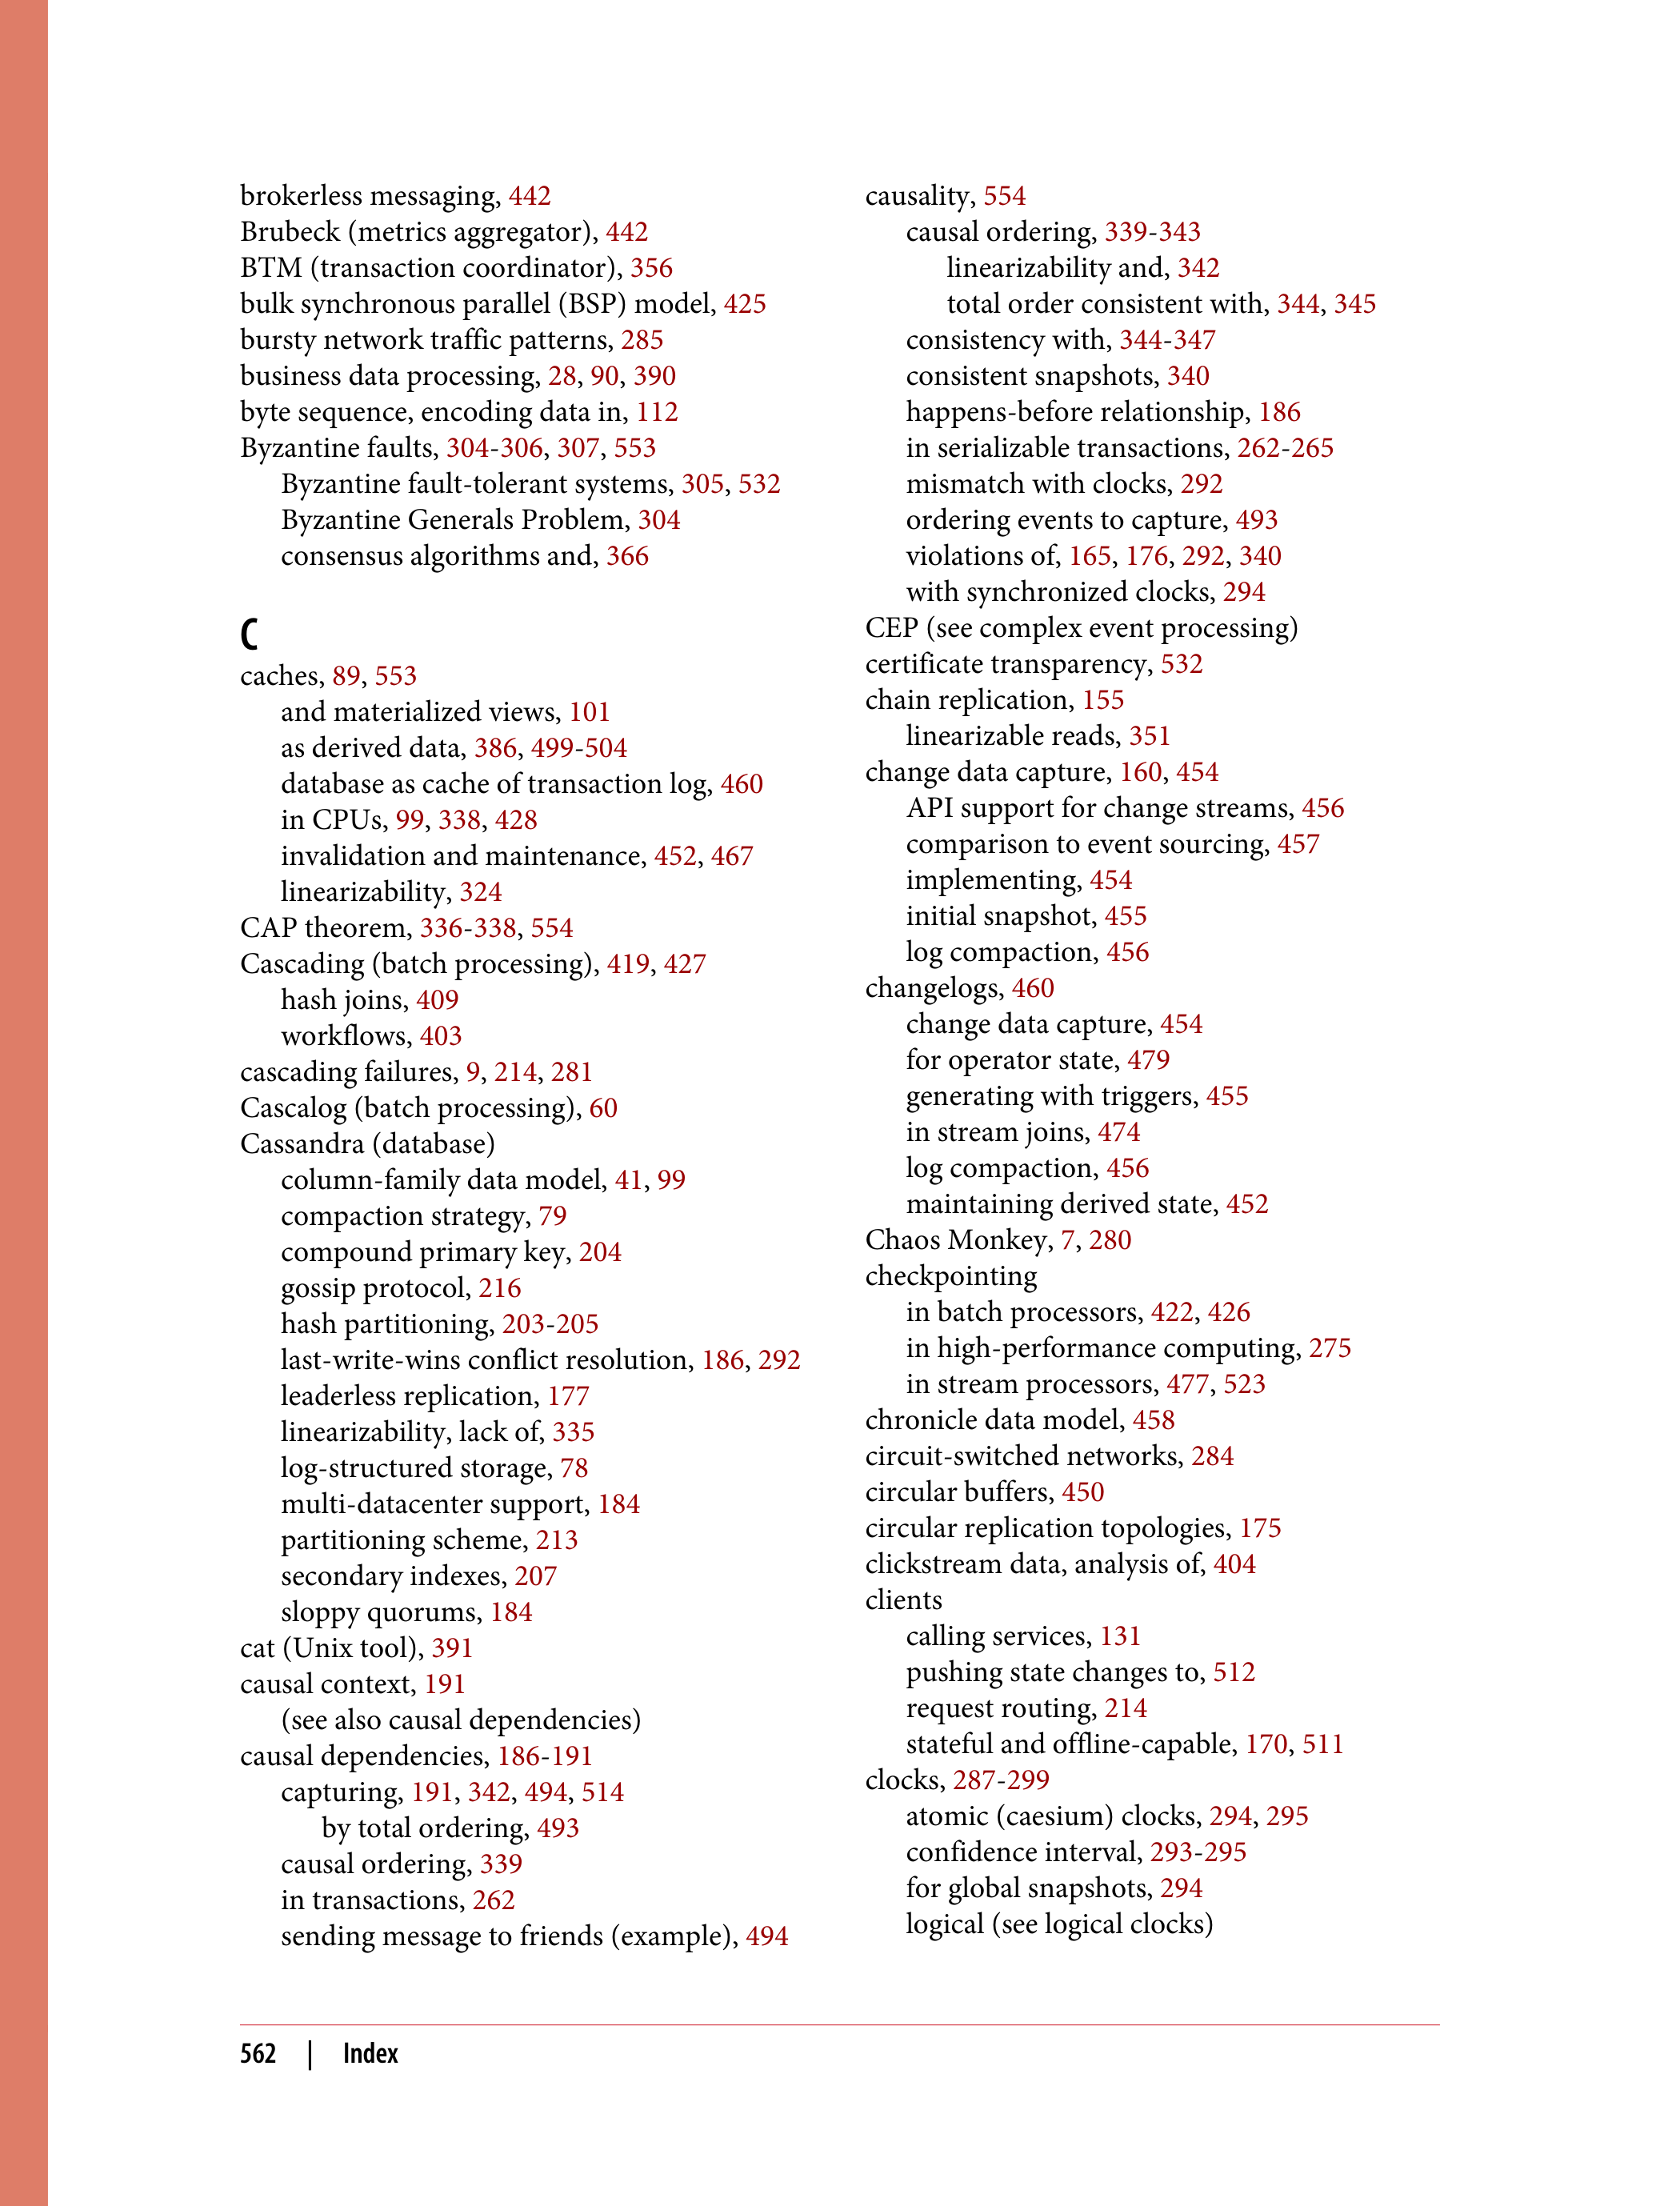 brokerless messaging, 442
Brubeck (metrics aggregator), 442
BTM (transaction coordinator), 356
bulk synchronous parallel (BSP) model, 425
bursty network traffic patterns, 285
business data processing, 28, 90, 390
byte sequence, encoding data in, 112
Byzantine faults, 304-306, 307, 553
Byzantine fault-tolerant systems, 305, 532
Byzantine Generals Problem, 304
consensus algorithms and, 366
C
caches, 89, 553
and materialized views, 101
as derived data, 386, 499-504
database as cache of transaction log, 460
in CPUs, 99, 338, 428
invalidation and maintenance, 452, 467
linearizability, 324
CAP theorem, 336-338, 554
Cascading (batch processing), 419, 427
hash joins, 409
workflows, 403
cascading failures, 9, 214, 281
Cascalog (batch processing), 60
Cassandra (database)
column-family data model, 41, 99
compaction strategy, 79
compound primary key, 204
gossip protocol, 216
hash partitioning, 203-205
last-write-wins conflict resolution, 186, 292
leaderless replication, 177
linearizability, lack of, 335
log-structured storage, 78
multi-datacenter support, 184
partitioning scheme, 213
secondary indexes, 207
sloppy quorums, 184
cat (Unix tool), 391
causal context, 191
(see also causal dependencies)
causal dependencies, 186-191
capturing, 191, 342, 494, 514
by total ordering, 493
causal ordering, 339
in transactions, 262
sending message to friends (example), 494
causality, 554
causal ordering, 339-343
linearizability and, 342
total order consistent with, 344, 345
consistency with, 344-347
consistent snapshots, 340
happens-before relationship, 186
in serializable transactions, 262-265
mismatch with clocks, 292
ordering events to capture, 493
violations of, 165, 176, 292, 340
with synchronized clocks, 294
CEP (see complex event processing)
certificate transparency, 532
chain replication, 155
linearizable reads, 351
change data capture, 160, 454
API support for change streams, 456
comparison to event sourcing, 457
implementing, 454
initial snapshot, 455
log compaction, 456
changelogs, 460
change data capture, 454
for operator state, 479
generating with triggers, 455
in stream joins, 474
log compaction, 456
maintaining derived state, 452
Chaos Monkey, 7, 280
checkpointing
in batch processors, 422, 426
in high-performance computing, 275
in stream processors, 477, 523
chronicle data model, 458
circuit-switched networks, 284
circular buffers, 450
circular replication topologies, 175
clickstream data, analysis of, 404
clients
calling services, 131
pushing state changes to, 512
request routing, 214
stateful and offline-capable, 170, 511
clocks, 287-299
atomic (caesium) clocks, 294, 295
confidence interval, 293-295
for global snapshots, 294
logical (see logical clocks)
562 | Index